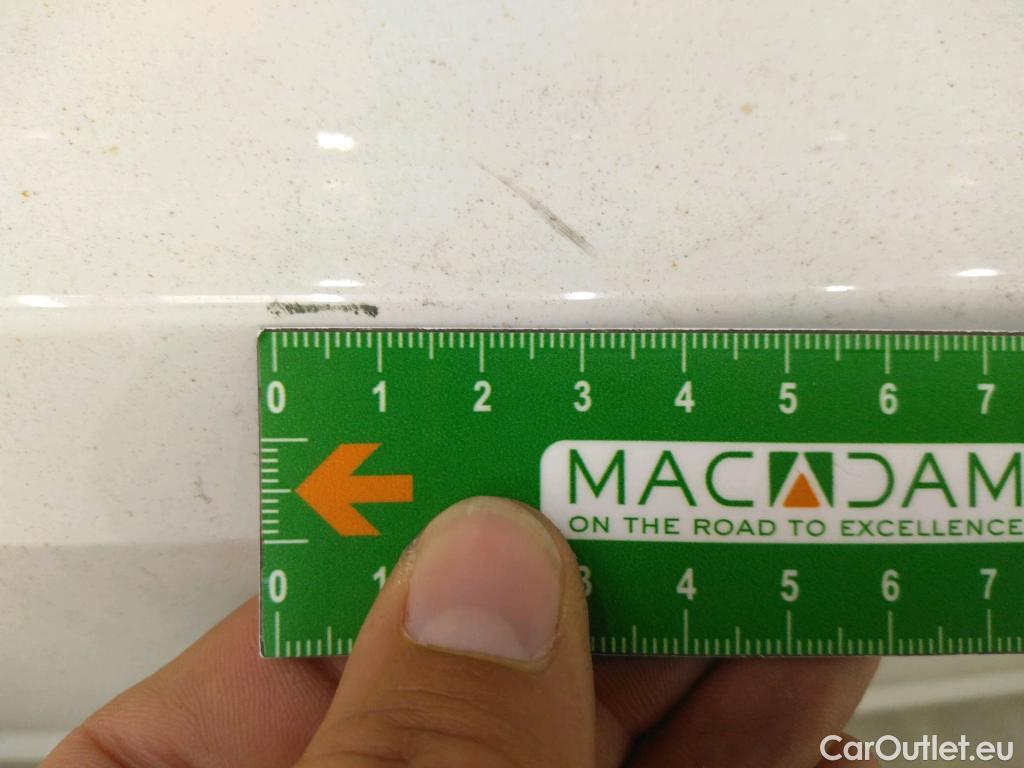 0 1 2 3 4 5 6 7
MACADAM
ON THE ROAD TO EXCELLENCE
0 1 3 4 5 6 7
CarOutlet.eu